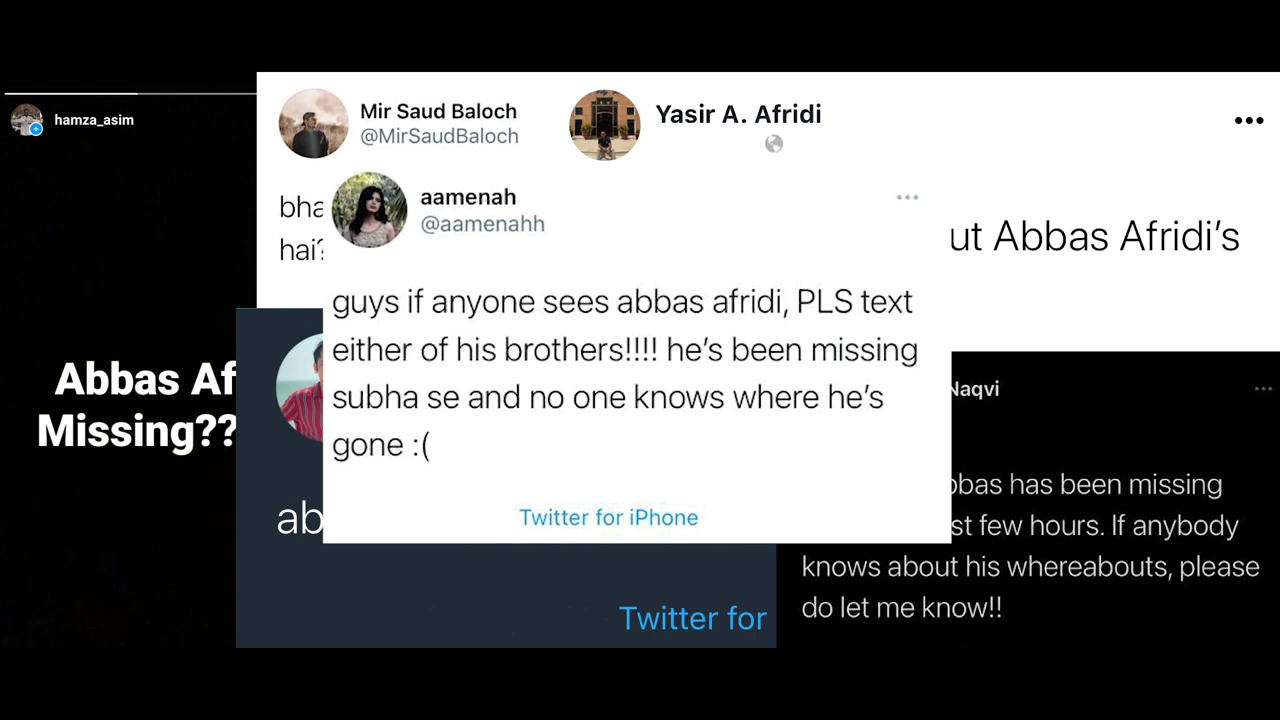 hamza_asim
Abbas Af
Missing??
Mir Saud Baloch
@MirSaudBaloch
hai?
Yasir A. Afridi
ut Abbas Afridi's
aamenah
@aamenahh
guys if anyone sees abbas afridi, PLS text
either of his brothers!!!! he's been missing
subha se and no one knows where he's
gone :(
Twitter for iPhone
ab
Twitter for
Naqvi
bbas has been missing
st few hours. If anybody
knows about his whereabouts, please
do let me know!!